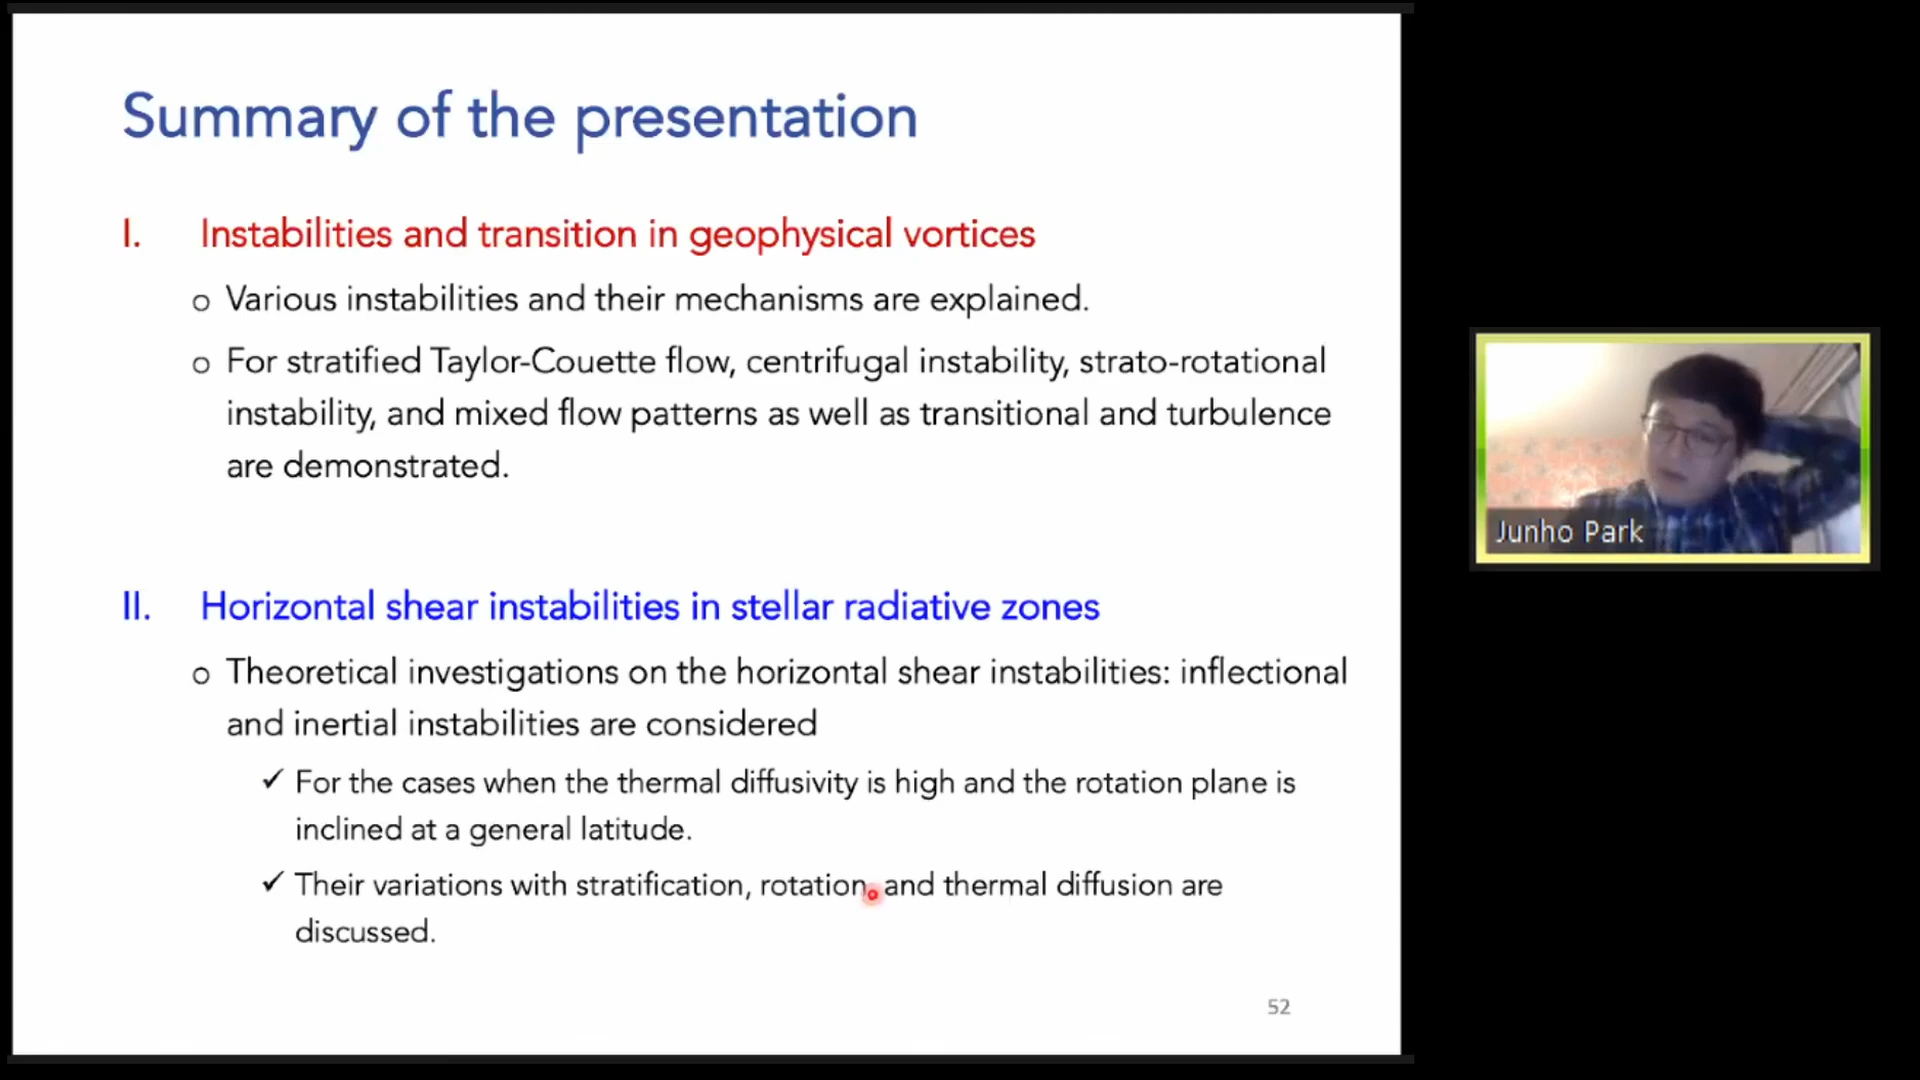 Summary of the presentation
I. Instabilities and transition in geophysical vortices
o Various instabilities and their mechanisms are explained.
o For stratified Taylor-Couette flow, centrifugal instability, strato-rotational
instability, and mixed flow patterns as well as transitional and turbulence
are demonstrated.
II. Horizontal shear instabilities in stellar radiative zones
o Theoretical investigations on the horizontal shear instabilities: inflectional
and inertial instabilities are considered
✓ For the cases when the thermal diffusivity is high and the rotation plane is
inclined at a general latitude.
✓ Their variations with stratification, rotation, and thermal diffusion are
discussed.
52
Junho Park